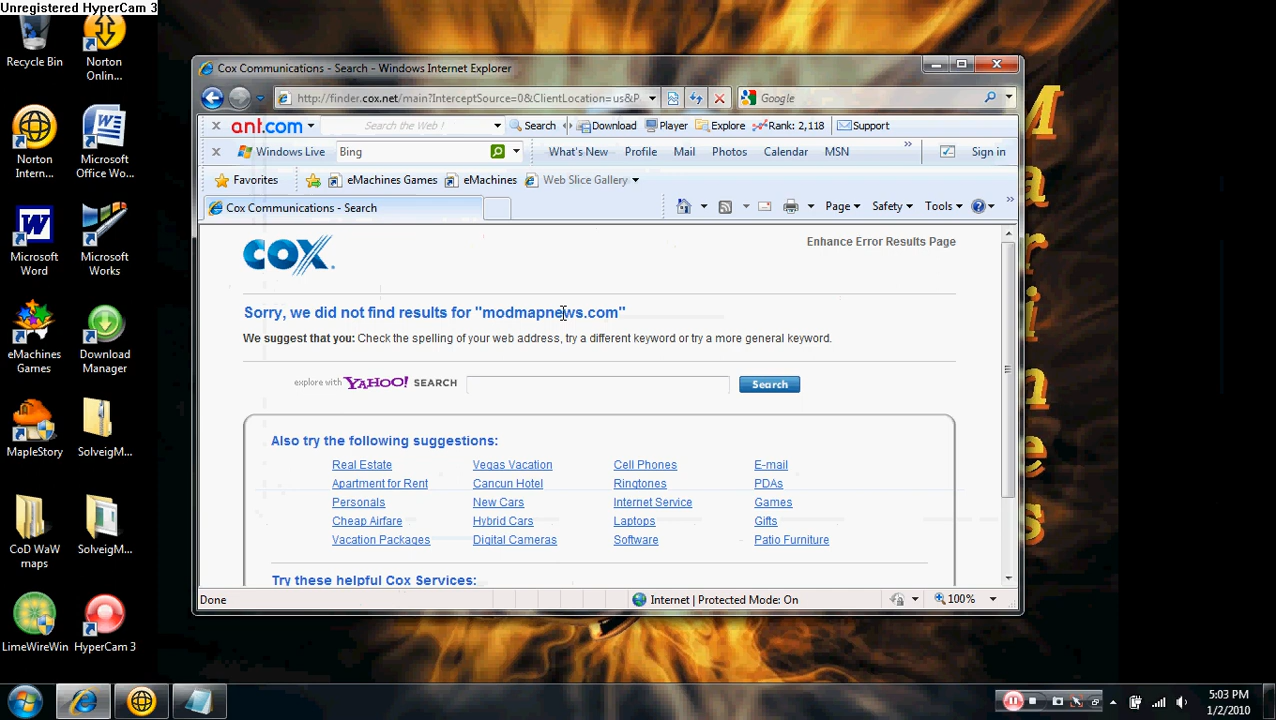 Unregistered HyperCam 3
Recycle Bin
Norton
Onlin...
Norton
Intern...
Microsoft
Office Wo...
Microsoft
Word
Microsoft
Works
eMachines
Games
Download
Manager
MapleStory
SolveigM...
CoD WaW
maps
SolveigM...
LimeWireWin
HyperCam 3
Cox Communications - Search - Windows Internet Explorer
http://finder.cox.net/main?InterceptSource=0&ClientLocation=us&P
Google
ant.com
Search the Web !
Search
Download
Player
Explore
Rank: 2,118
Support
Windows Live
Bing
What's New
Profile
Mail
Photos
Calendar
MSN
»
Sign in
Favorites
eMachines Games
eMachines
Web Slice Gallery
Cox Communications - Search
Page
Safety
Tools
»
COX
Enhance Error Results Page
Sorry, we did not find results for "modmapnews.com"
We suggest that you: Check the spelling of your web address, try a different keyword or try a more general keyword.
explore with YAHOO! SEARCH
Search
Also try the following suggestions:
Real Estate
Vegas Vacation
Cell Phones
E-mail
Apartment for Rent
Cancun Hotel
Ringtones
PDAs
Personals
New Cars
Internet Service
Games
Cheap Airfare
Hybrid Cars
Laptops
Gifts
Vacation Packages
Digital Cameras
Software
Patio Furniture
Try these helpful Cox Services:
Done
Internet | Protected Mode: On
100%
5:03 PM
1/2/2010